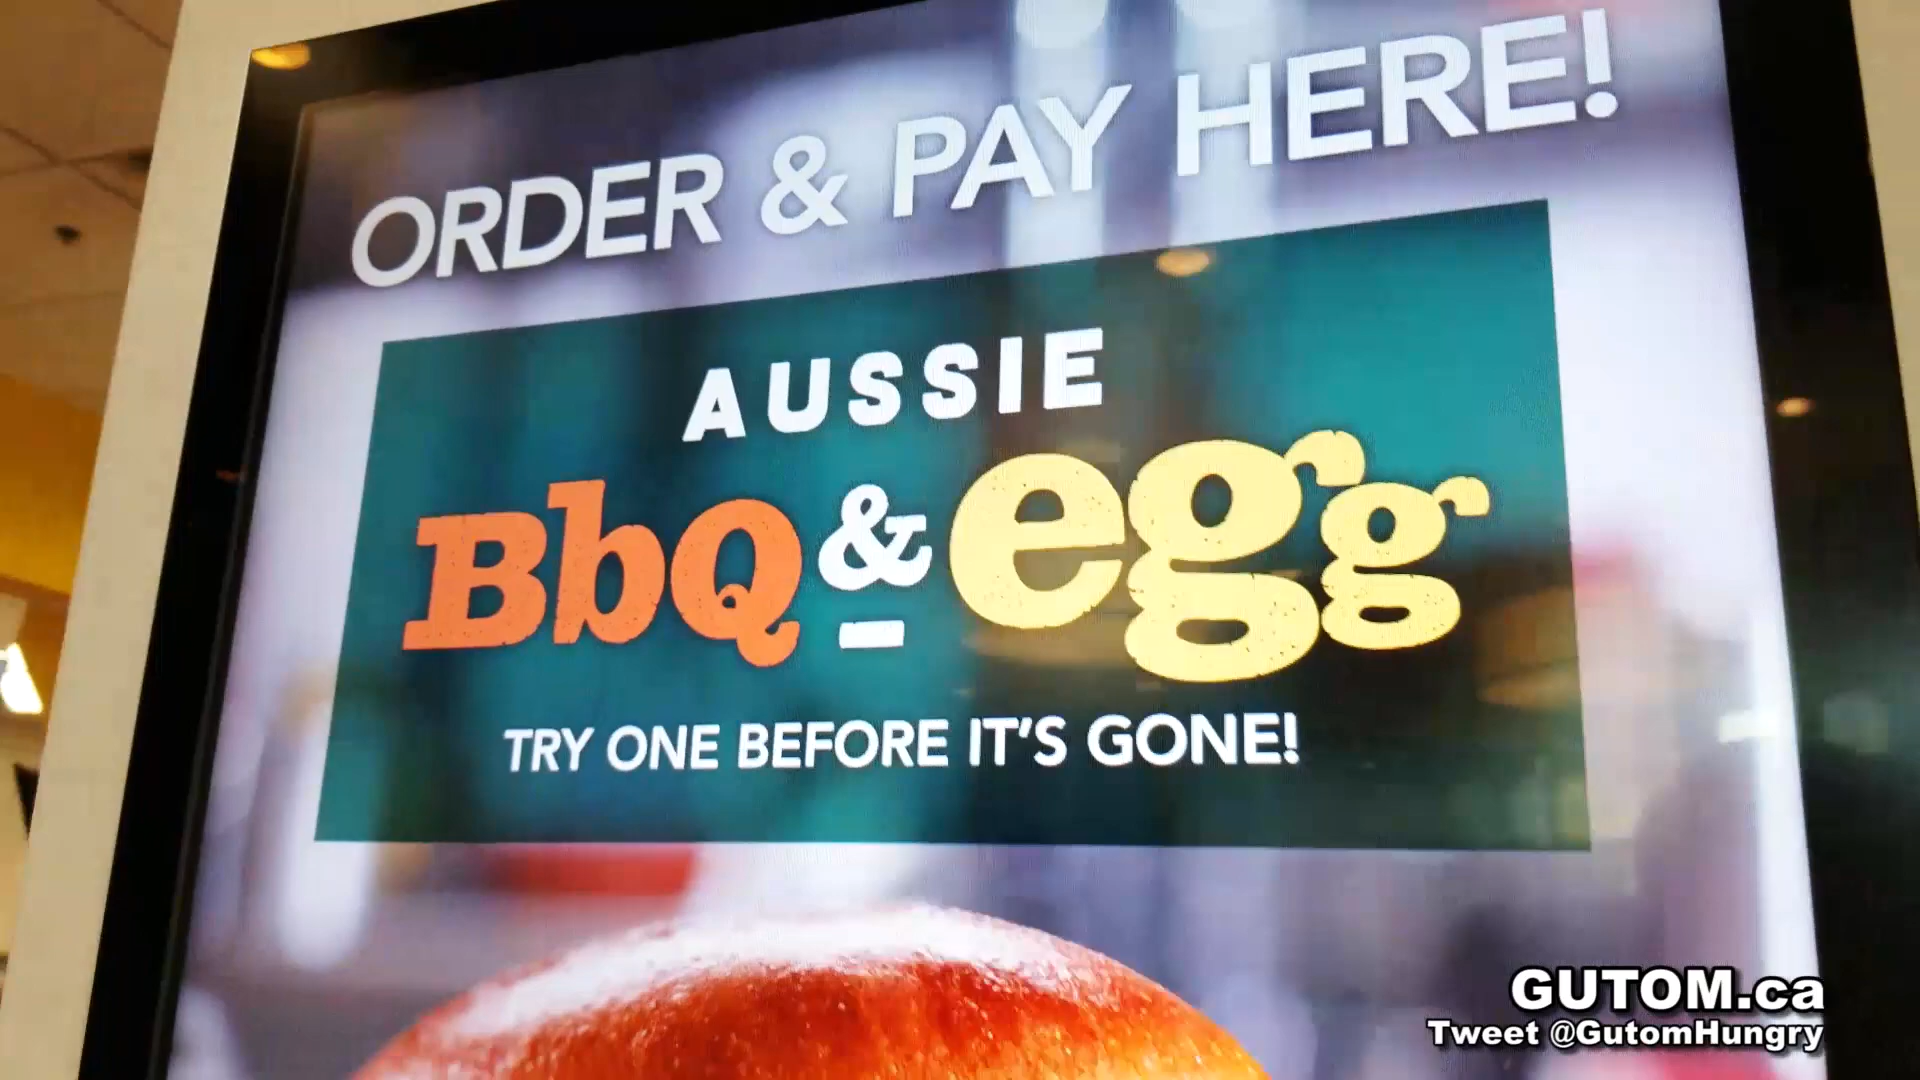 ORDER & PAY HERE!
AUSSIE
BbQ & egg
TRY ONE BEFORE IT'S GONE!
GUTOM.ca
Tweet @GutomHungry